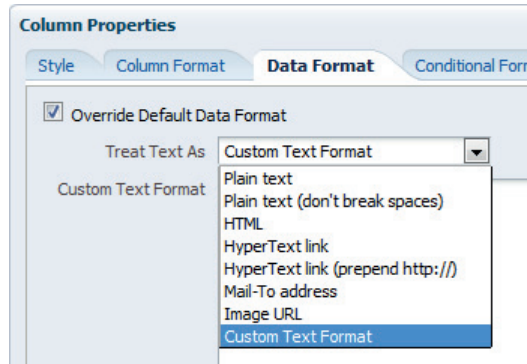 Column Properties
Style Column Format Data Format Conditional Forr
Override Default Data Format
Treat Text As Custom Text Format
Custom Text Format
Plain text
Plain text (don't break spaces)
HTML
HyperText link
HyperText link (prepend http://)
Mail-To address
Image URL
Custom Text Format